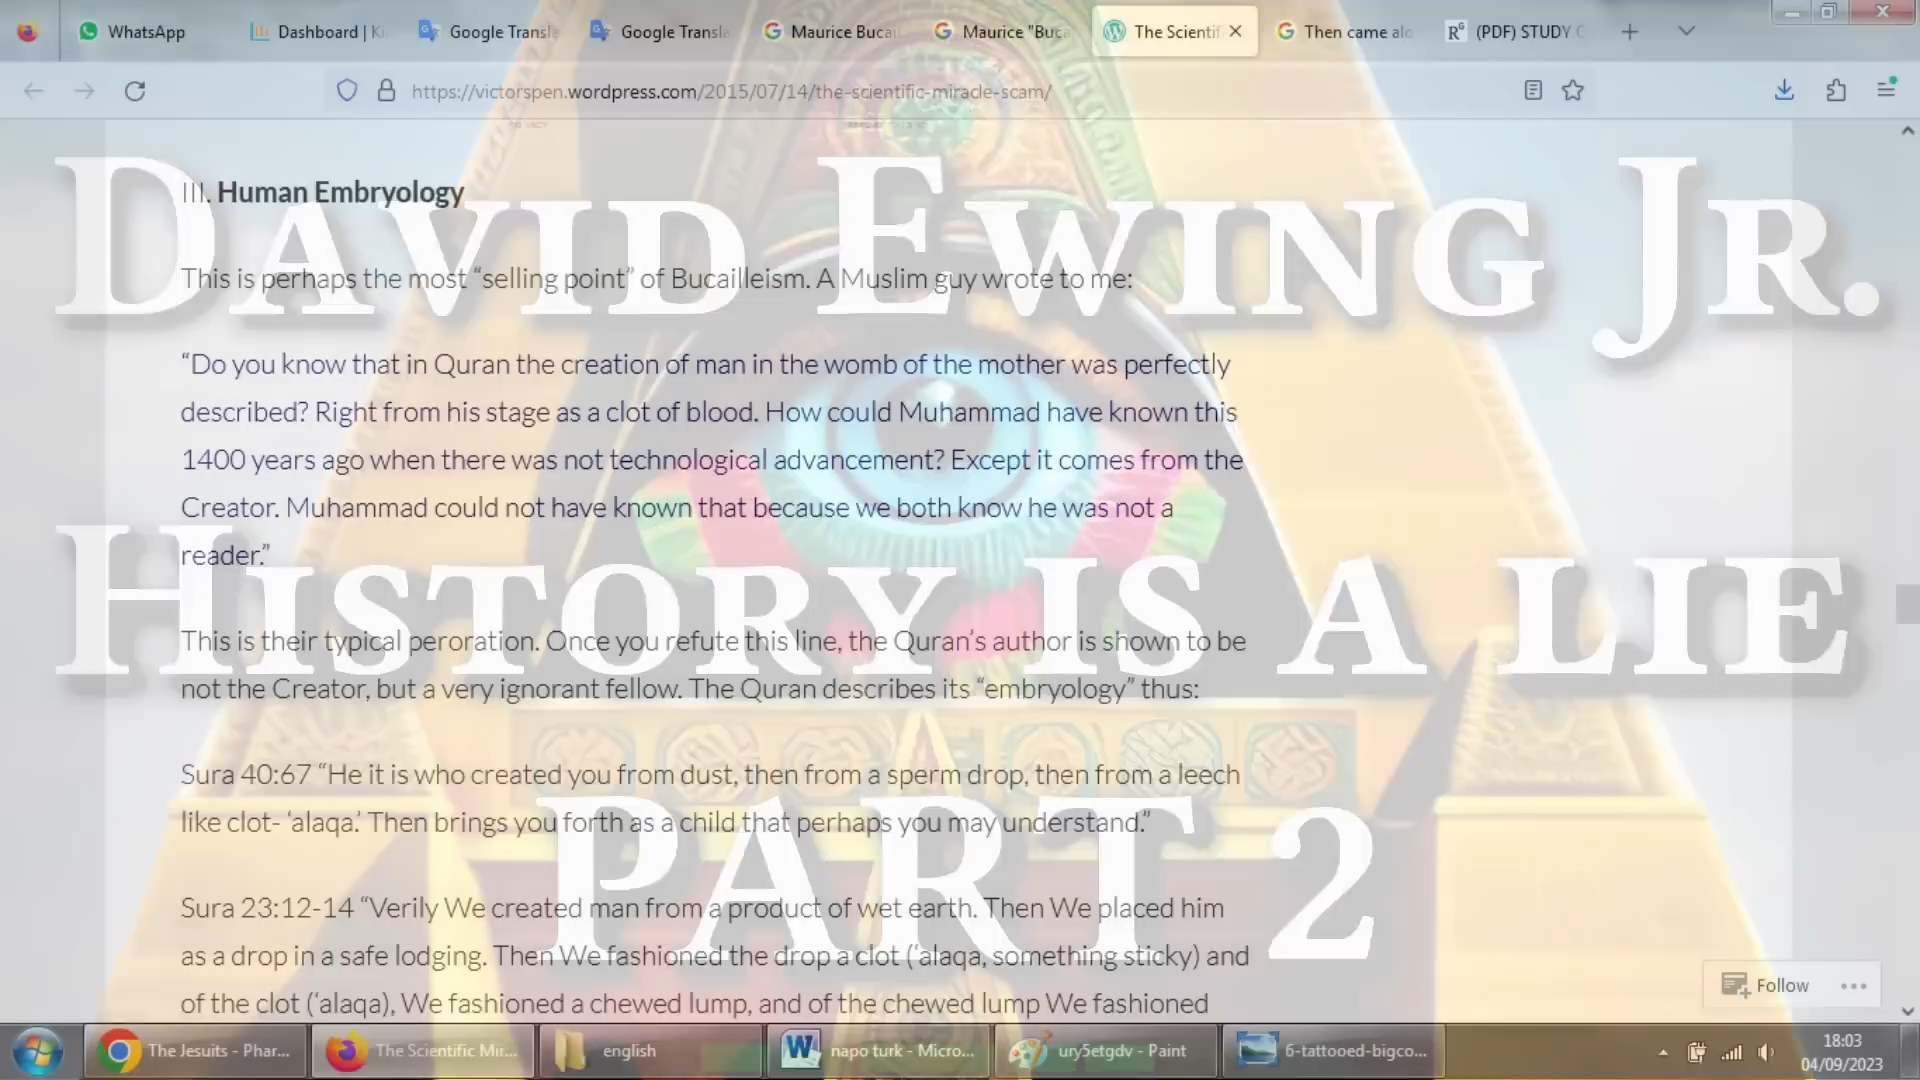 WhatsApp
Dashboard | Ki
Google Transla
Google Transla
Maurice Bucai
Maurice "Buca
The Scientif
Then came alo
(PDF) STUDY
https://victorspen.wordpress.com/2015/07/14/the-scientific-miracle-scam/
III. Human Embryology
DAVID EWING JR.
This is perhaps the most “selling point” of Bucailleism. A Muslim guy wrote to me:
“Do you know that in Quran the creation of man in the womb of the mother was perfectly
described? Right from his stage as a clot of blood. How could Muhammad have known this
1400 years ago when there was not technological advancement? Except it comes from the
Creator. Muhammad could not have known that because we both know he was not a
reader.”
HISTORY IS A LIE -
This is their typical peroration. Once you refute this line, the Quran’s author is shown to be
not the Creator, but a very ignorant fellow. The Quran describes its “embryology” thus:
Sura 40:67 “He it is who created you from dust, then from a sperm drop, then from a leech
like clot- ‘alaqa.’ Then brings you forth as a child that perhaps you may understand.”
PART 2
Sura 23:12-14 “Verily We created man from a product of wet earth. Then We placed him
as a drop in a safe lodging. Then We fashioned the drop a clot (‘alaqa, something sticky) and
of the clot (‘alaqa), We fashioned a chewed lump, and of the chewed lump We fashioned
Follow
The Jesuits - Phar...
The Scientific Mir...
english
napo turk - Micro...
ury5etgdv - Paint
6-tattooed-bigco...
18:03
04/09/2023